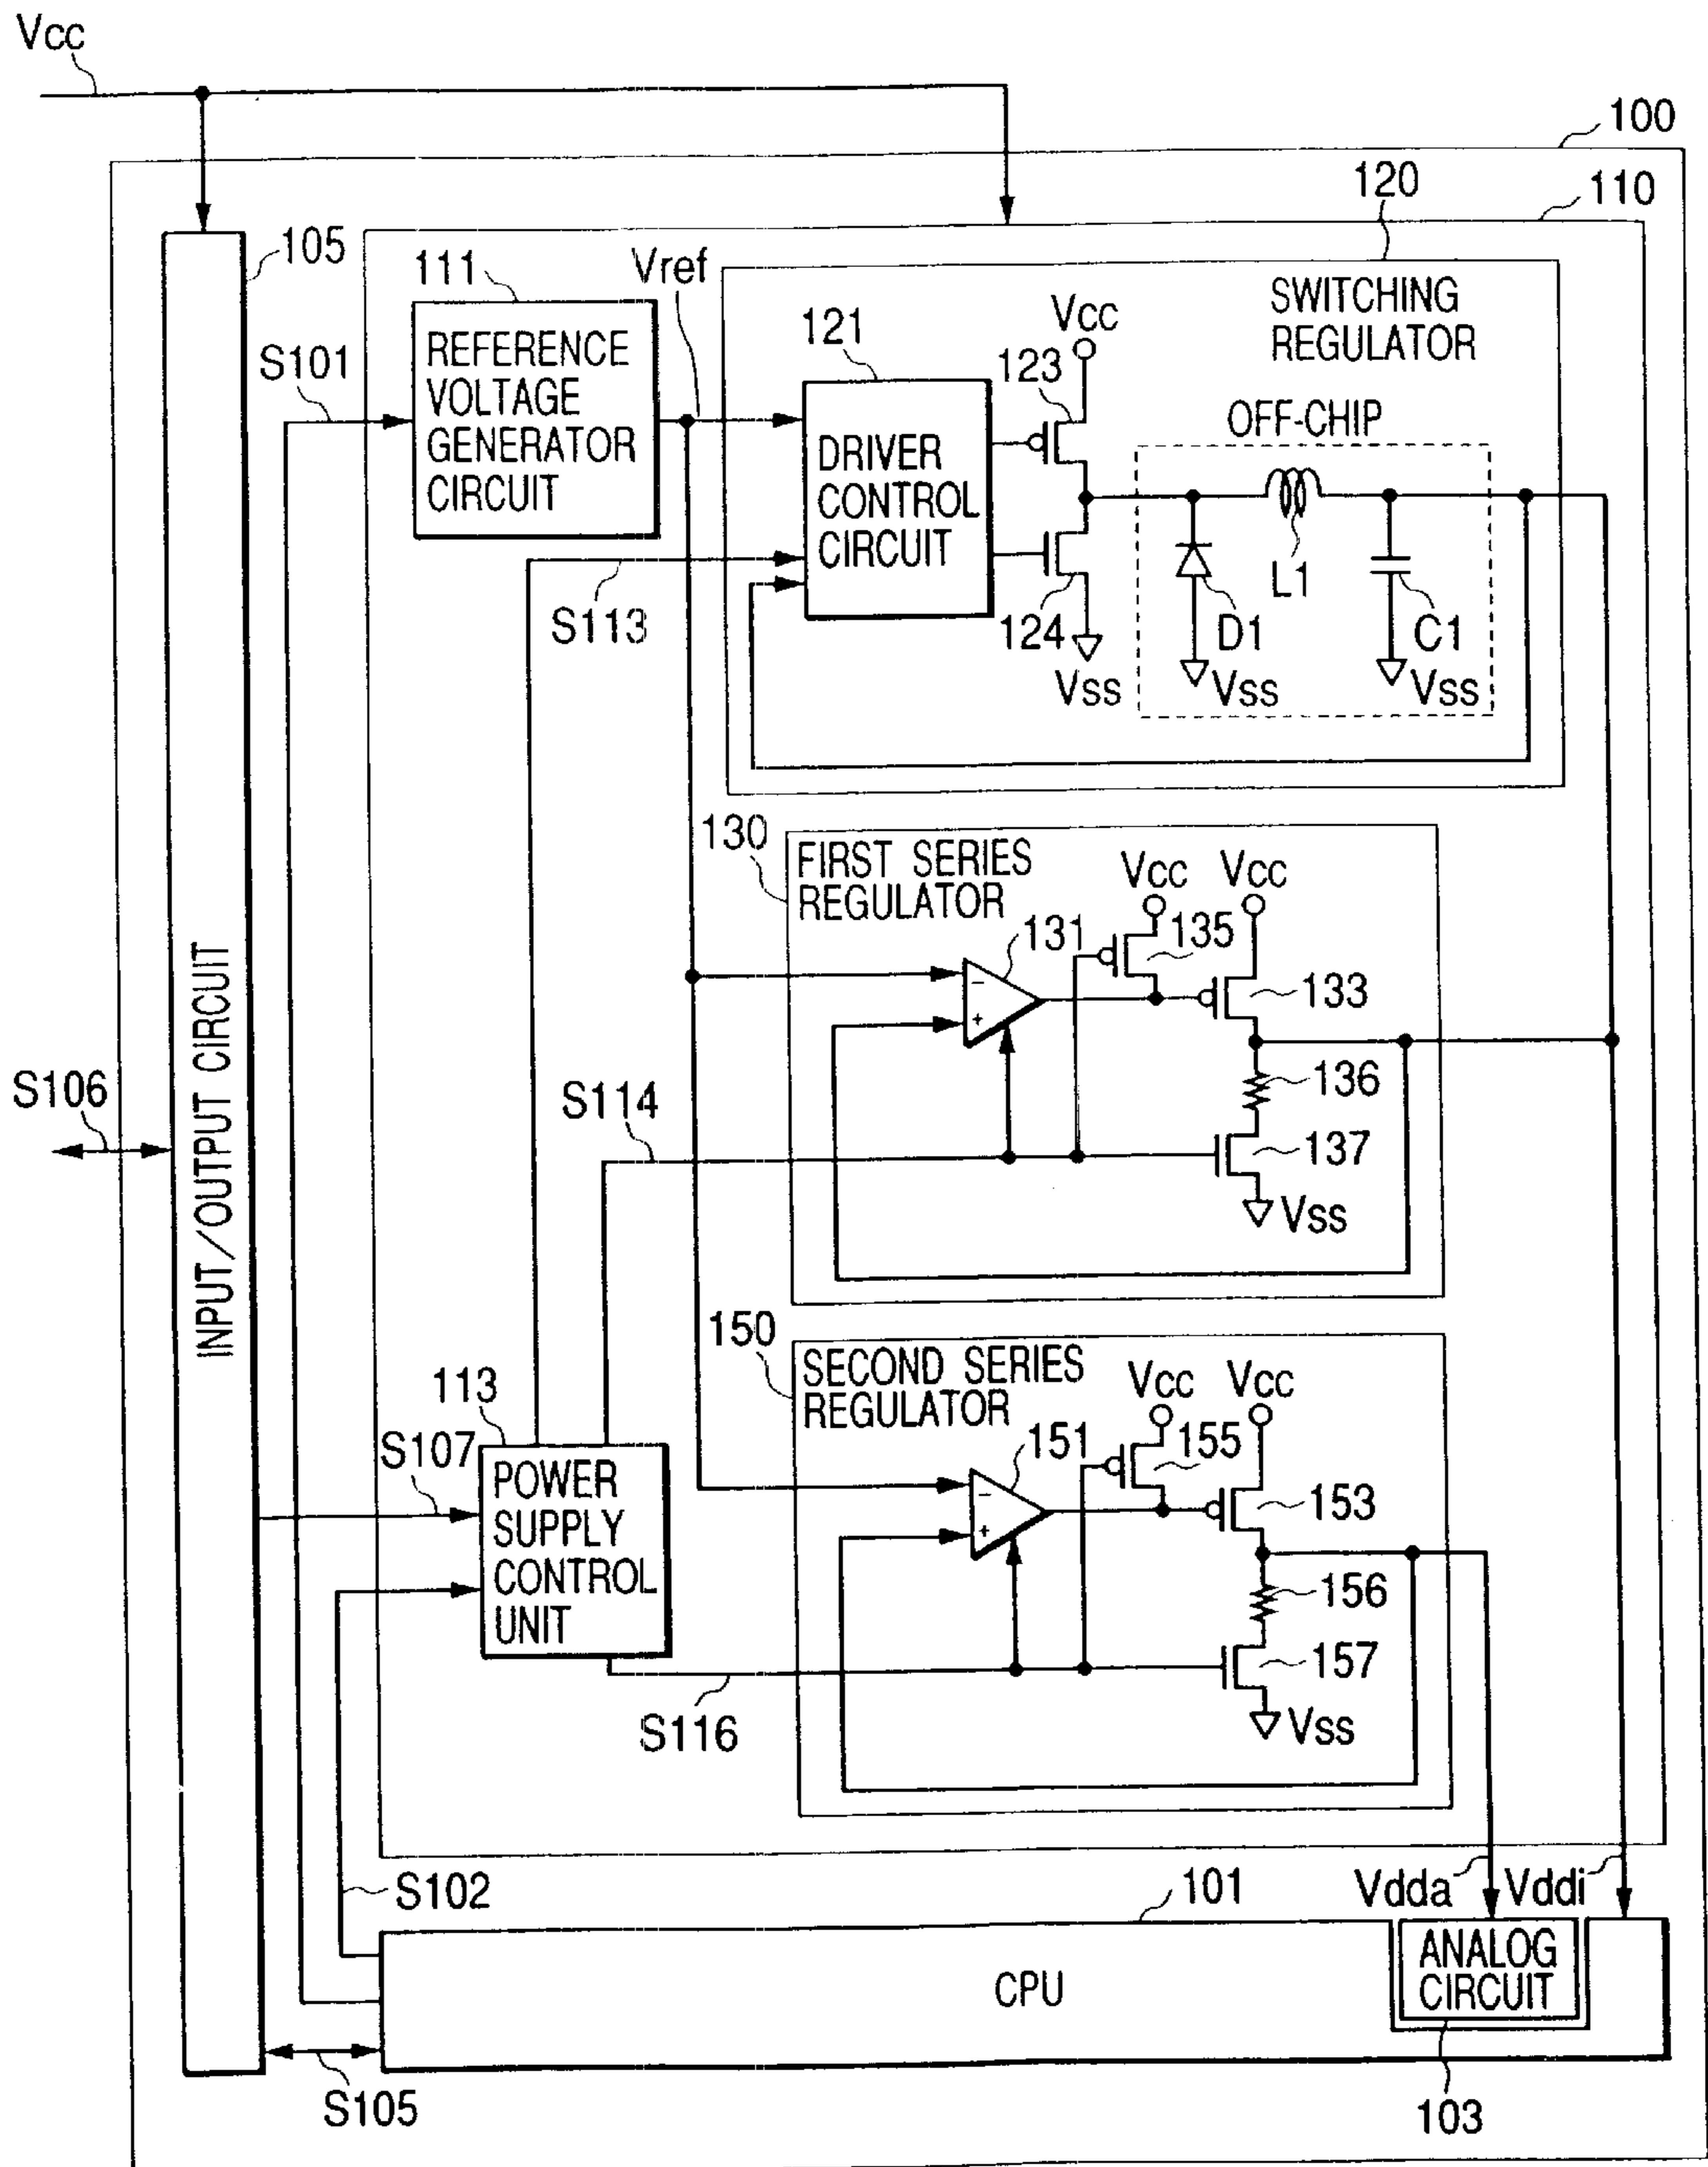 Vcc
100
110
120
105
111
Vref
SWITCHING
REGULATOR
Vcc
121
123
S101
REFERENCE
VOLTAGE
GENERATOR
CIRCUIT
OFF-CHIP
DRIVER
CONTROL
CIRCUIT
L1
S113
124
D1
C1
Vss
Vss
Vss
130
FIRST SERIES
REGULATOR
Vcc
Vcc
131
135
-
133
+
INPUT/OUTPUT CIRCUIT
S106
S114
136
137
Vss
150
SECOND SERIES
REGULATOR
Vcc
Vcc
113
S107
151
155
POWER
SUPPLY
CONTROL
UNIT
-
153
+
156
157
S116
Vss
S102
101
Vdda
Vddi
CPU
ANALOG
CIRCUIT
S105
103